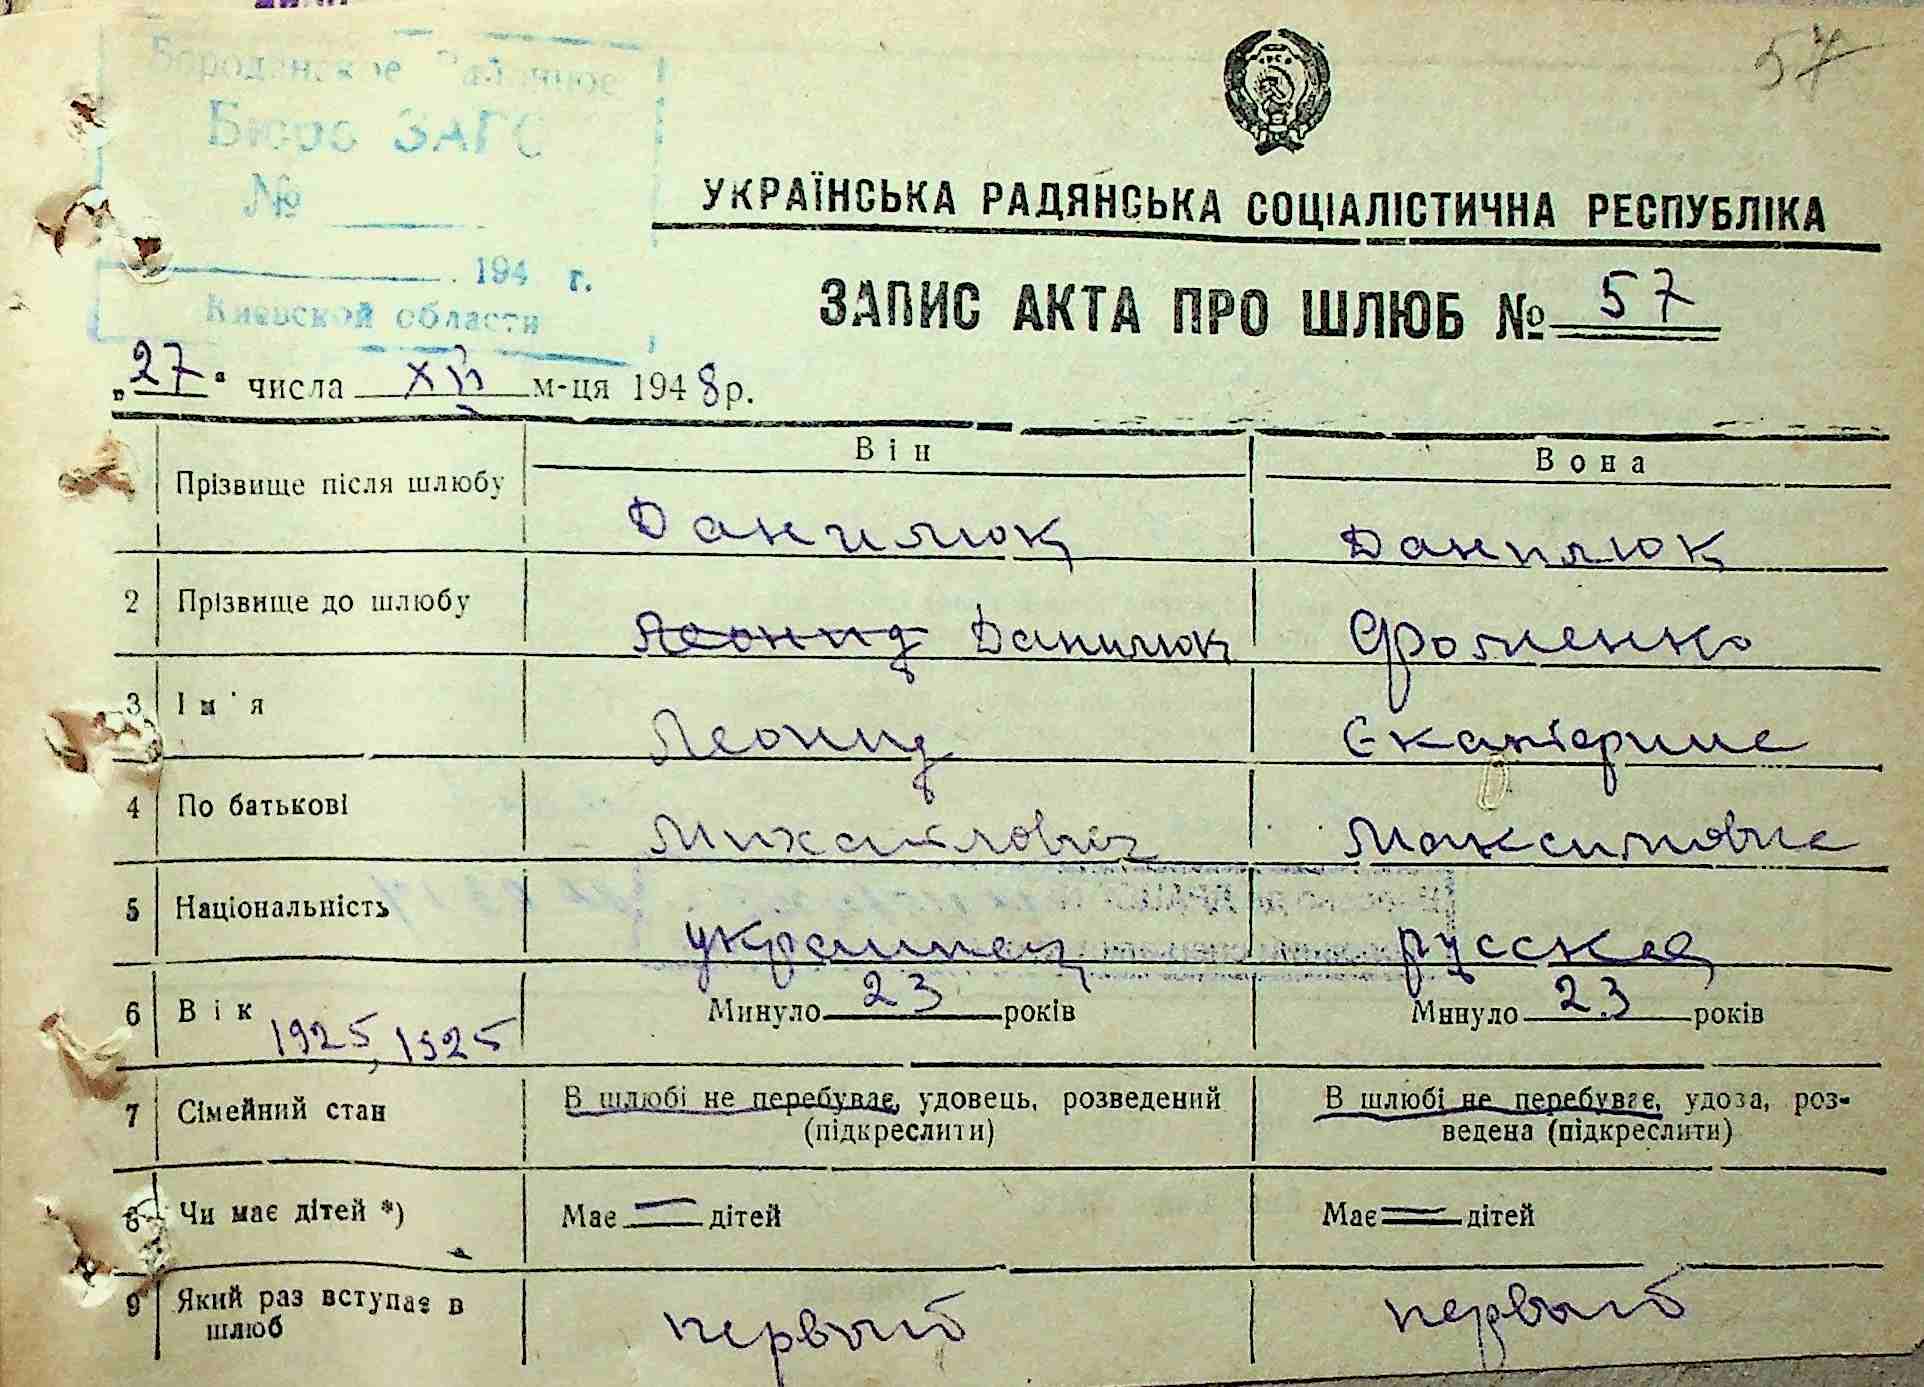 57
Бородянское Районное
Бюро ЗАГС
№
194 г.
Киевской области
УКРАЇНСЬКА РАДЯНСЬКА СОЦІАЛІСТИЧНА РЕСПУБЛІКА
ЗАПИС АКТА ПРО ШЛЮБ № 57
„27“ числа XII м-ця 1948 р.
Він Вона
Прізвище після шлюбу Данилюк Данилюк
2 Прізвище до шлюбу Леонид Данилюк Фоменко
3 Ім'я Леонид Екатерина
4 По батькові Михайлович Максимовна
5 Національність украинец русская
6 Вік 1925, 1925 Минуло 23 років Минуло 23 років
7 Сімейний стан В шлюбі не перебуває, удовець, розведений В шлюбі не перебуває, удова, роз-
(підкреслити) ведена (підкреслити)
8 Чи має дітей *) Має — дітей Має — дітей
9 Який раз вступає в
шлюб первый первый